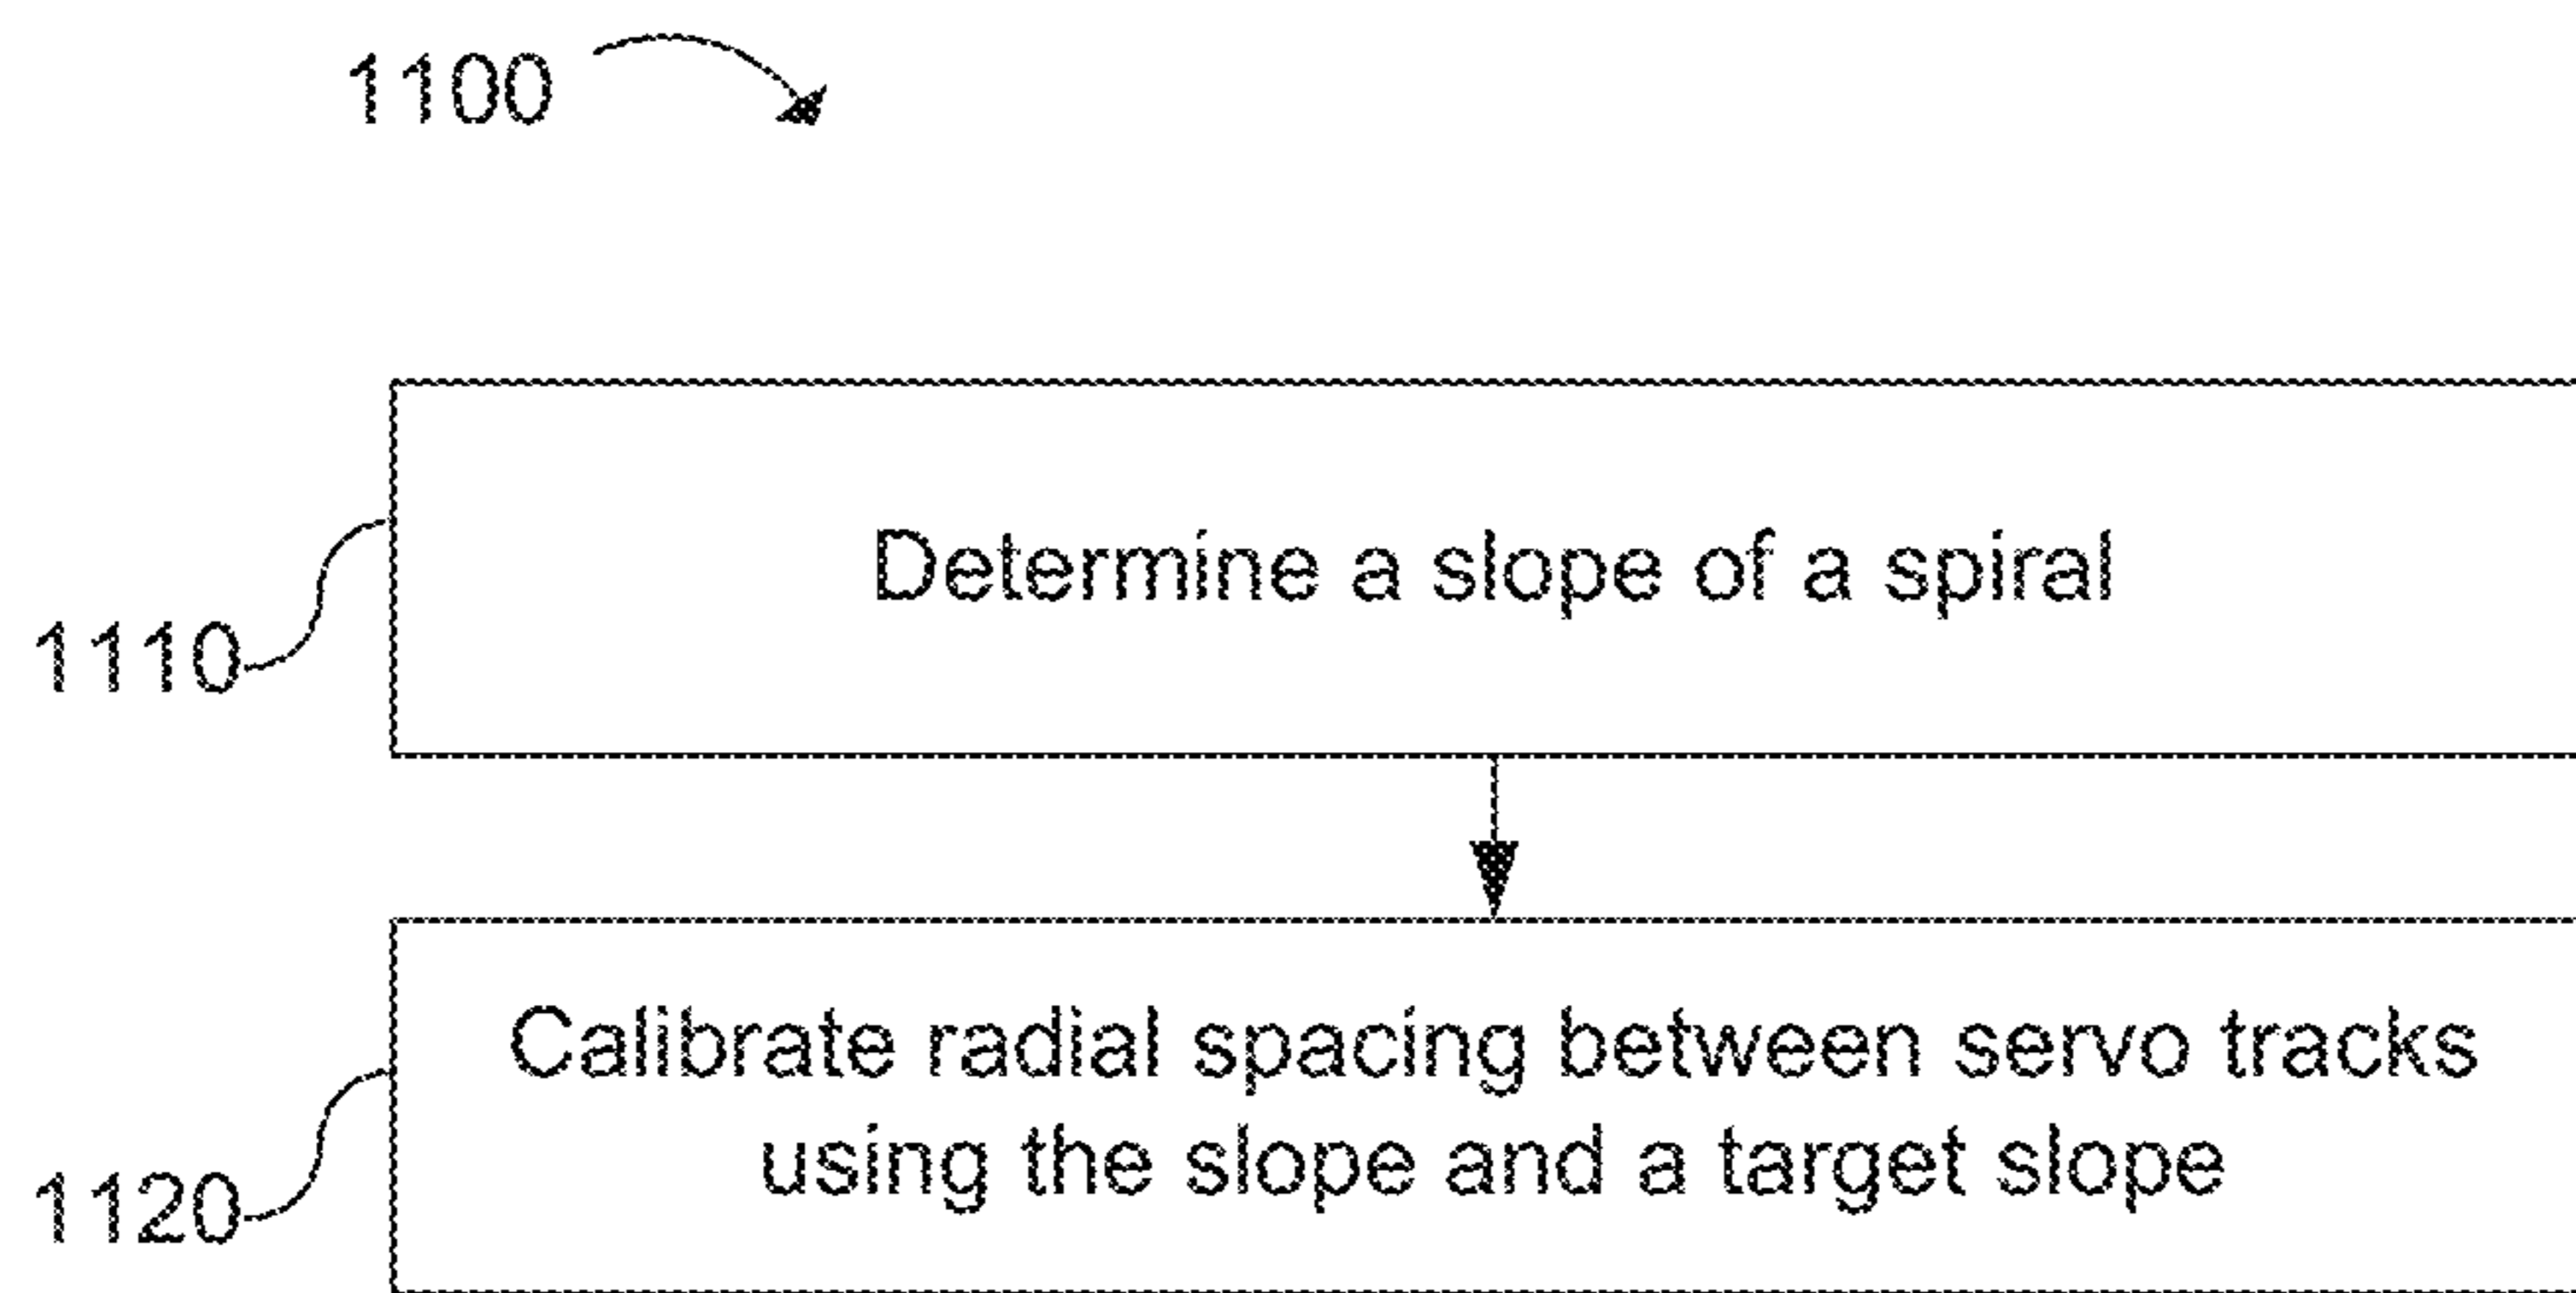 1100
Determine a slope of a spiral
1110
Calibrate radial spacing between servo tracks
using the slope and a target slope
1120